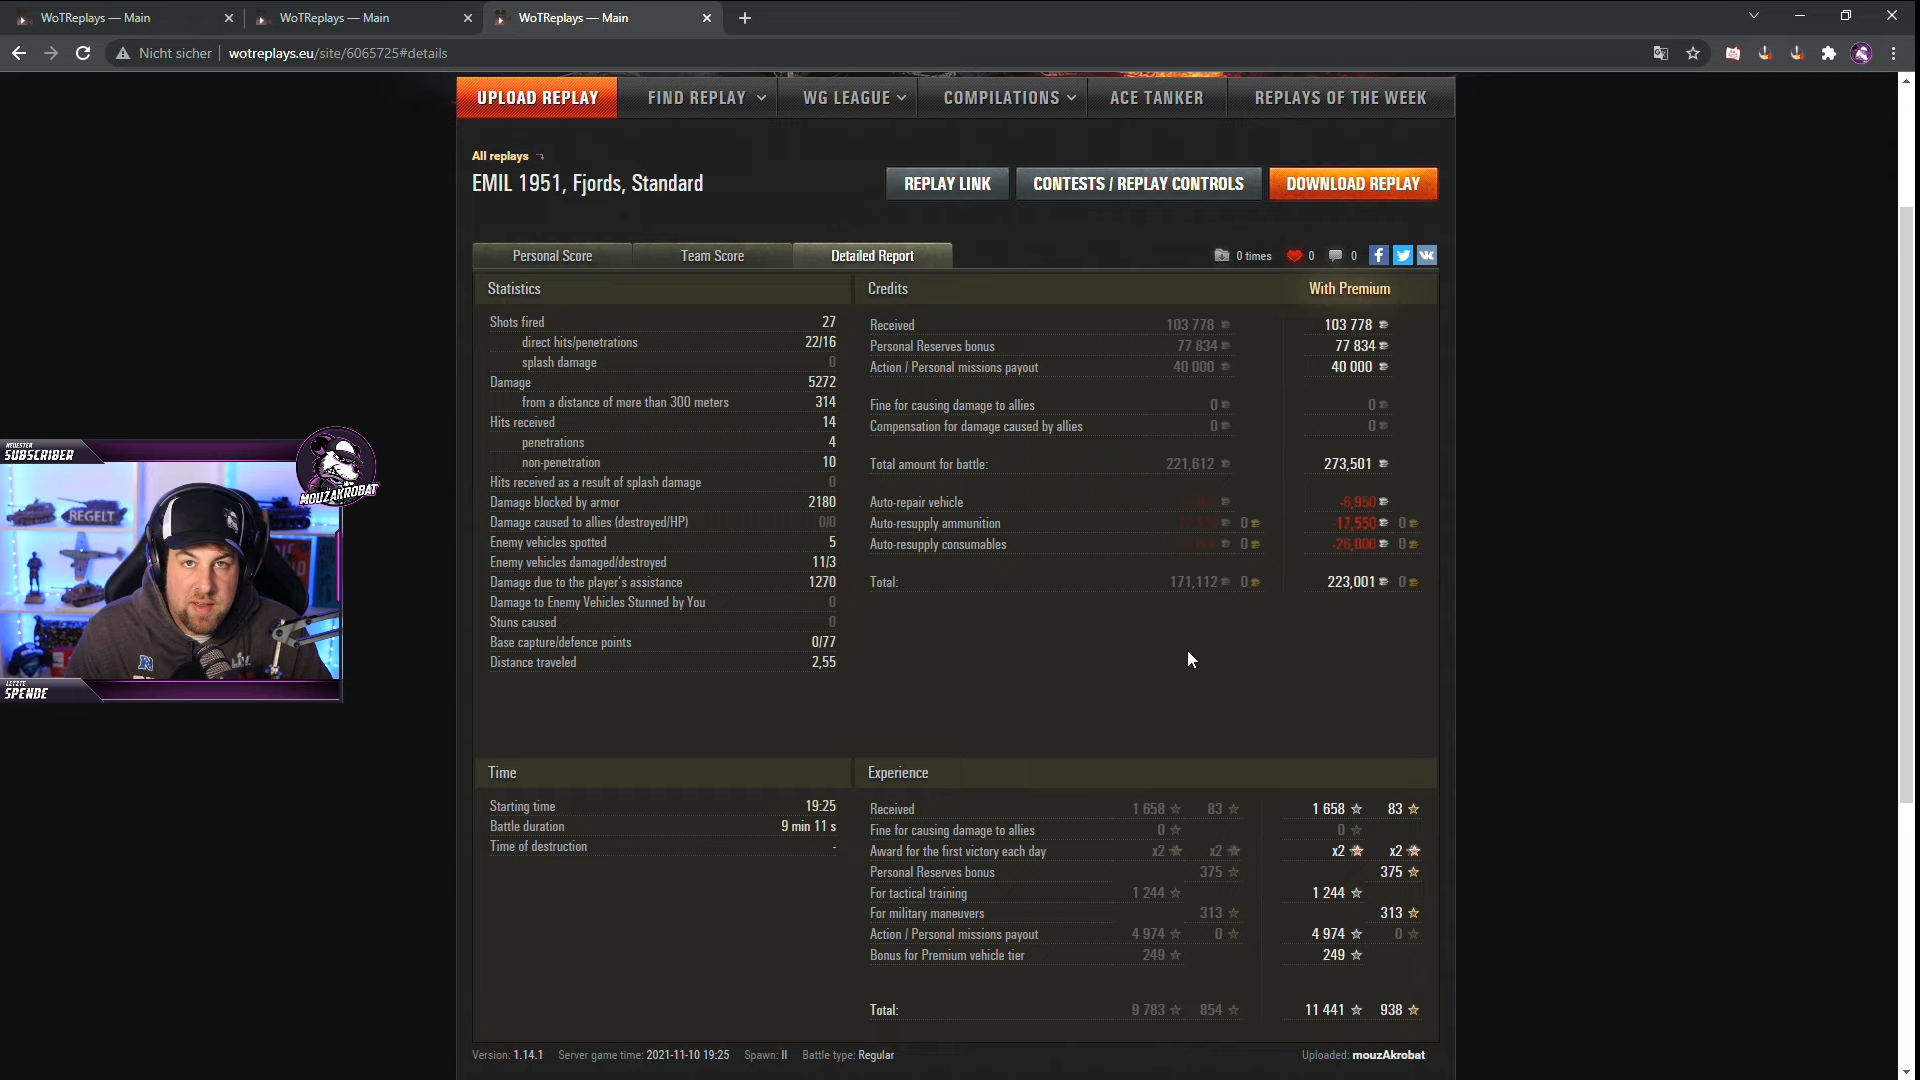 WoTReplays — Main
WoTReplays — Main
WoTReplays — Main
Nicht sicher
wotreplays.eu/site/6065725#details
UPLOAD REPLAY
FIND REPLAY
WG LEAGUE
COMPILATIONS
ACE TANKER
REPLAYS OF THE WEEK
All replays
EMIL 1951, Fjords, Standard
REPLAY LINK
CONTESTS / REPLAY CONTROLS
DOWNLOAD REPLAY
Personal Score
Team Score
Detailed Report
0 times
0
0
Statistics
Shots fired 27
direct hits/penetrations 22/16
splash damage 0
Damage 5272
from a distance of more than 300 meters 314
Hits received 14
penetrations 4
non-penetration 10
Hits received as a result of splash damage 0
Damage blocked by armor 2180
Damage caused to allies (destroyed/HP) 0/0
Enemy vehicles spotted 5
Enemy vehicles damaged/destroyed 11/3
Damage due to the player's assistance 1270
Damage to Enemy Vehicles Stunned by You 0
Stuns caused 0
Base capture/defence points 0/77
Distance traveled 2,55
Credits With Premium
Received 103 778 103 778
Personal Reserves bonus 77 834 77 834
Action / Personal missions payout 40 000 40 000
Fine for causing damage to allies 0 0
Compensation for damage caused by allies 0 0
Total amount for battle: 221,612 273,501
Auto-repair vehicle -6,950
Auto-resupply ammunition 0 -17,550 0
Auto-resupply consumables 0 -26,000 0
Total: 171,112 0 223,001 0
Time
Starting time 19:25
Battle duration 9 min 11 s
Time of destruction -
Experience
Received 1 658 83 1 658 83
Fine for causing damage to allies 0 0
Award for the first victory each day x2 x2 x2 x2
Personal Reserves bonus 375 375
For tactical training 1 244 1 244
For military maneuvers 313 313
Action / Personal missions payout 4 974 0 4 974 0
Bonus for Premium vehicle tier 249 249
Total: 9 783 854 11 441 938
Version: 1.14.1 Server game time: 2021-11-10 19:25 Spawn: II Battle type: Regular
Uploaded: mouzAkrobat
NEUESTER
SUBSCRIBER
MOUZAKROBAT
REGELT
LETZTE
SPENDE